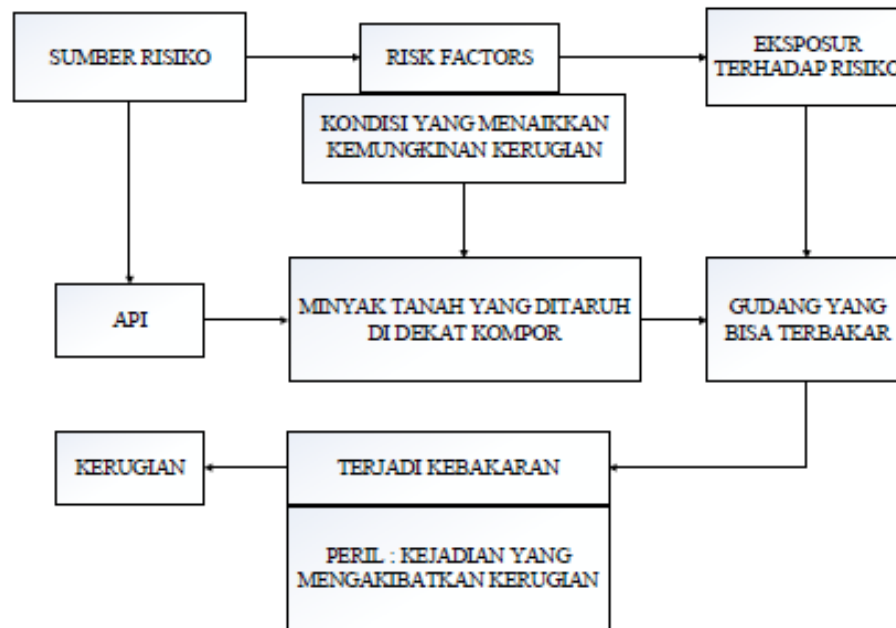 SUMBER RISIKO
RISK FACTORS
EKSPOSUR
TERHADAP RISIKO
KONDISI YANG MENAIKKAN
KEMUNGKINAN KERUGIAN
API
MINYAK TANAH YANG DITARUH
DI DEKAT KOMPOR
GUDANG YANG
BISA TERBAKAR
KERUGIAN
TERJADI KEBAKARAN
PERIL : KEJADIAN YANG
MENGAKIBATKAN KERUGIAN